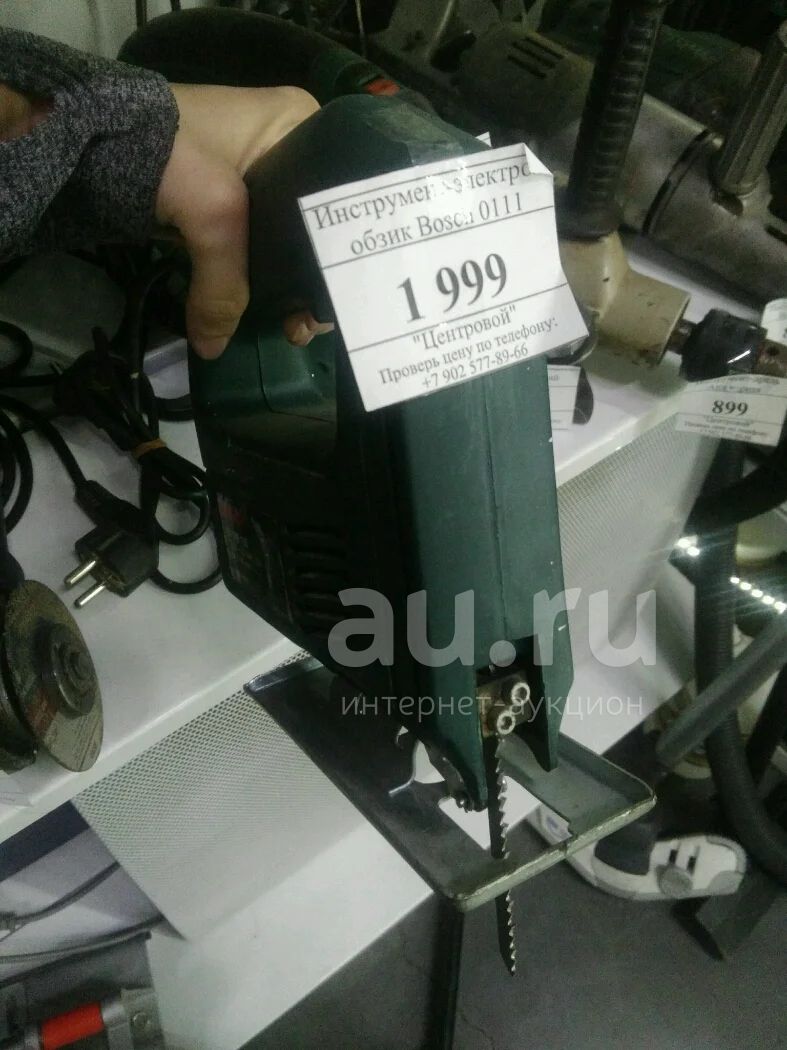 Инструмен электро
обзик Bosch 0111
1 999
"Центровой"
Проверь цену по телефону:
+7 902 577-89-66
899
"Центровой"
au.ru
интернет-аукцион